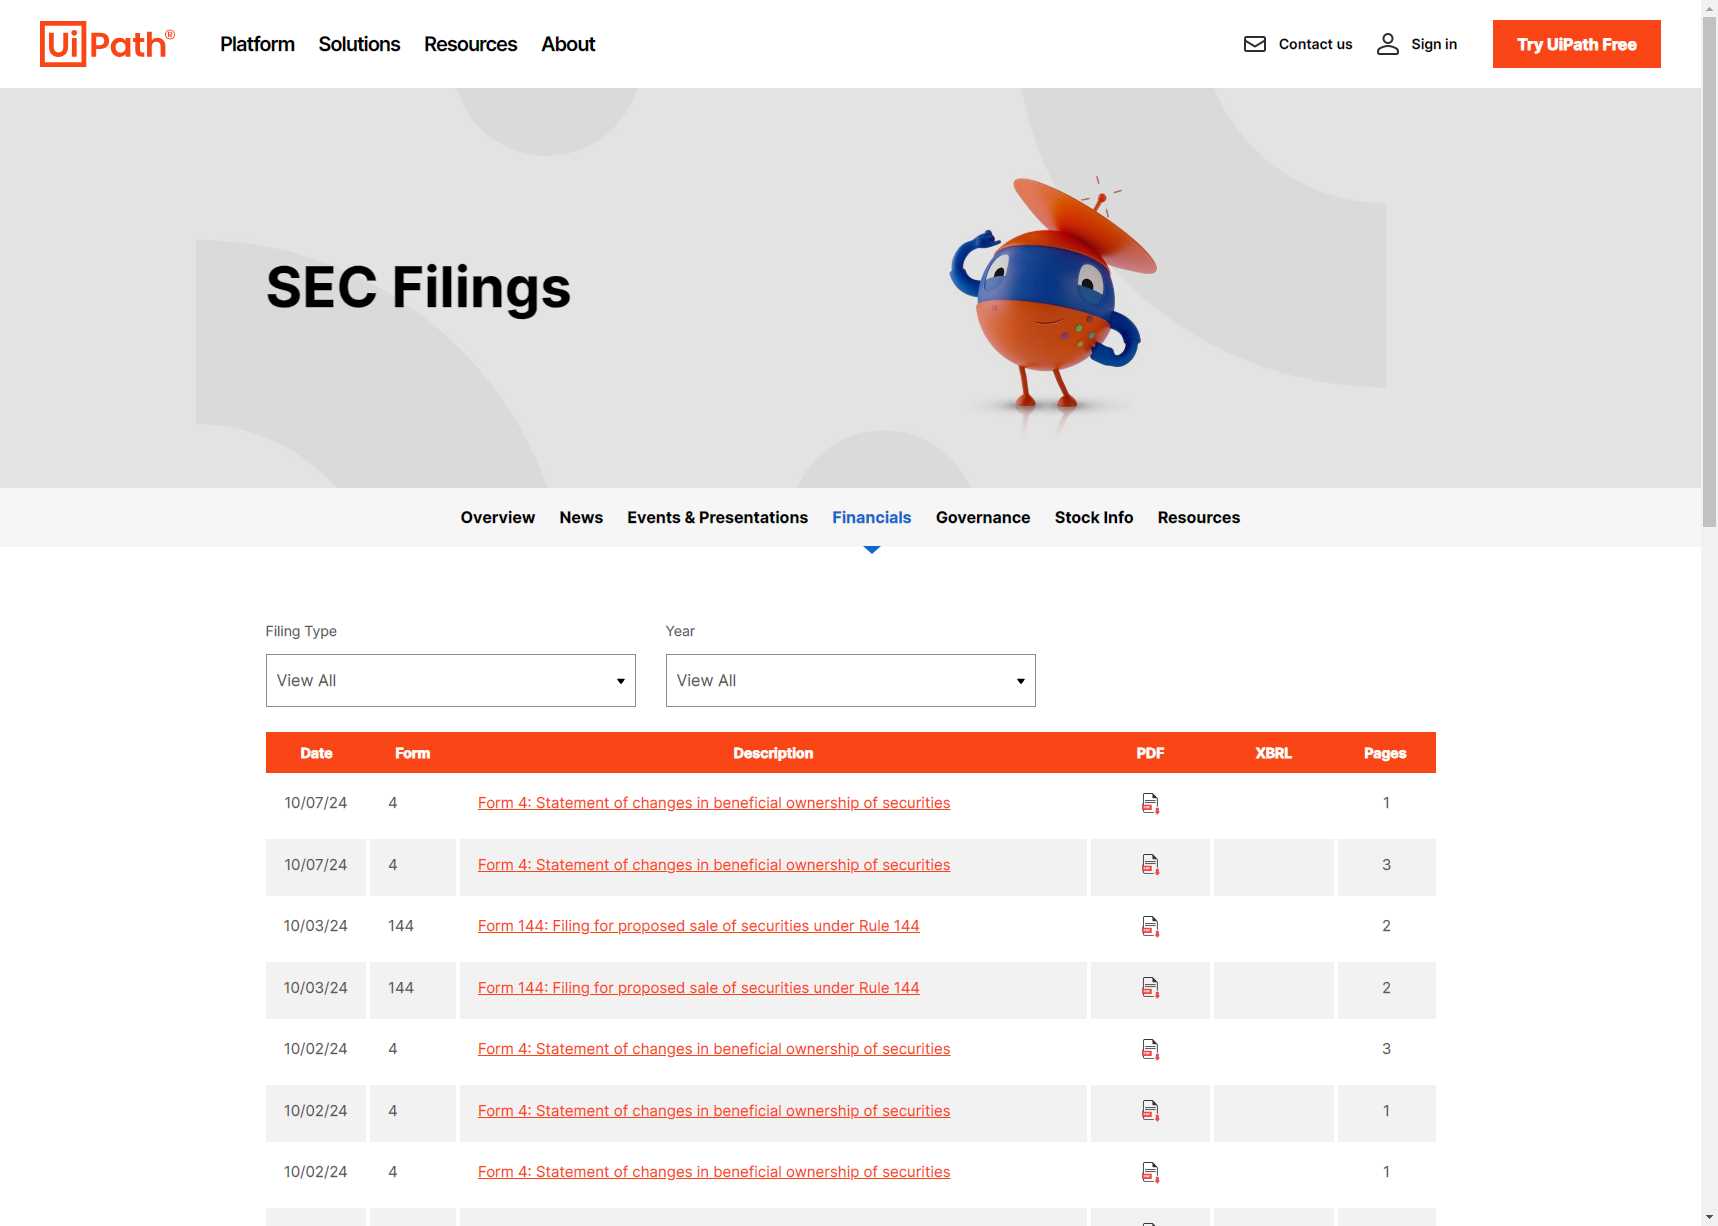 UiPath®
Platform Solutions Resources About
Contact us Sign in Try UiPath Free
SEC Filings
Overview News Events & Presentations Financials Governance Stock Info Resources
Filing Type Year
View All View All
Date Form Description PDF XBRL Pages
10/07/24 4 Form 4: Statement of changes in beneficial ownership of securities 1
10/07/24 4 Form 4: Statement of changes in beneficial ownership of securities 3
10/03/24 144 Form 144: Filing for proposed sale of securities under Rule 144 2
10/03/24 144 Form 144: Filing for proposed sale of securities under Rule 144 2
10/02/24 4 Form 4: Statement of changes in beneficial ownership of securities 3
10/02/24 4 Form 4: Statement of changes in beneficial ownership of securities 1
10/02/24 4 Form 4: Statement of changes in beneficial ownership of securities 1